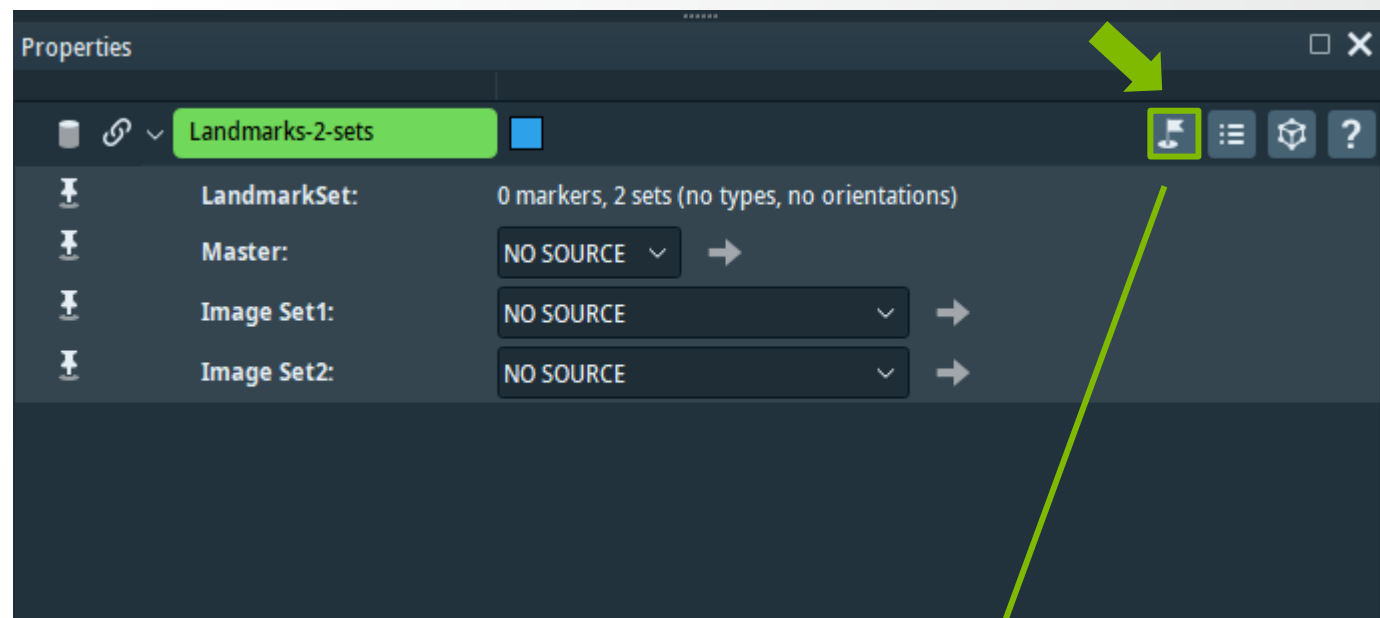 Properties
Landmarks-2-sets
?
LandmarkSet: 0 markers, 2 sets (no types, no orientations)
Master: NO SOURCE
Image Set1: NO SOURCE
Image Set2: NO SOURCE